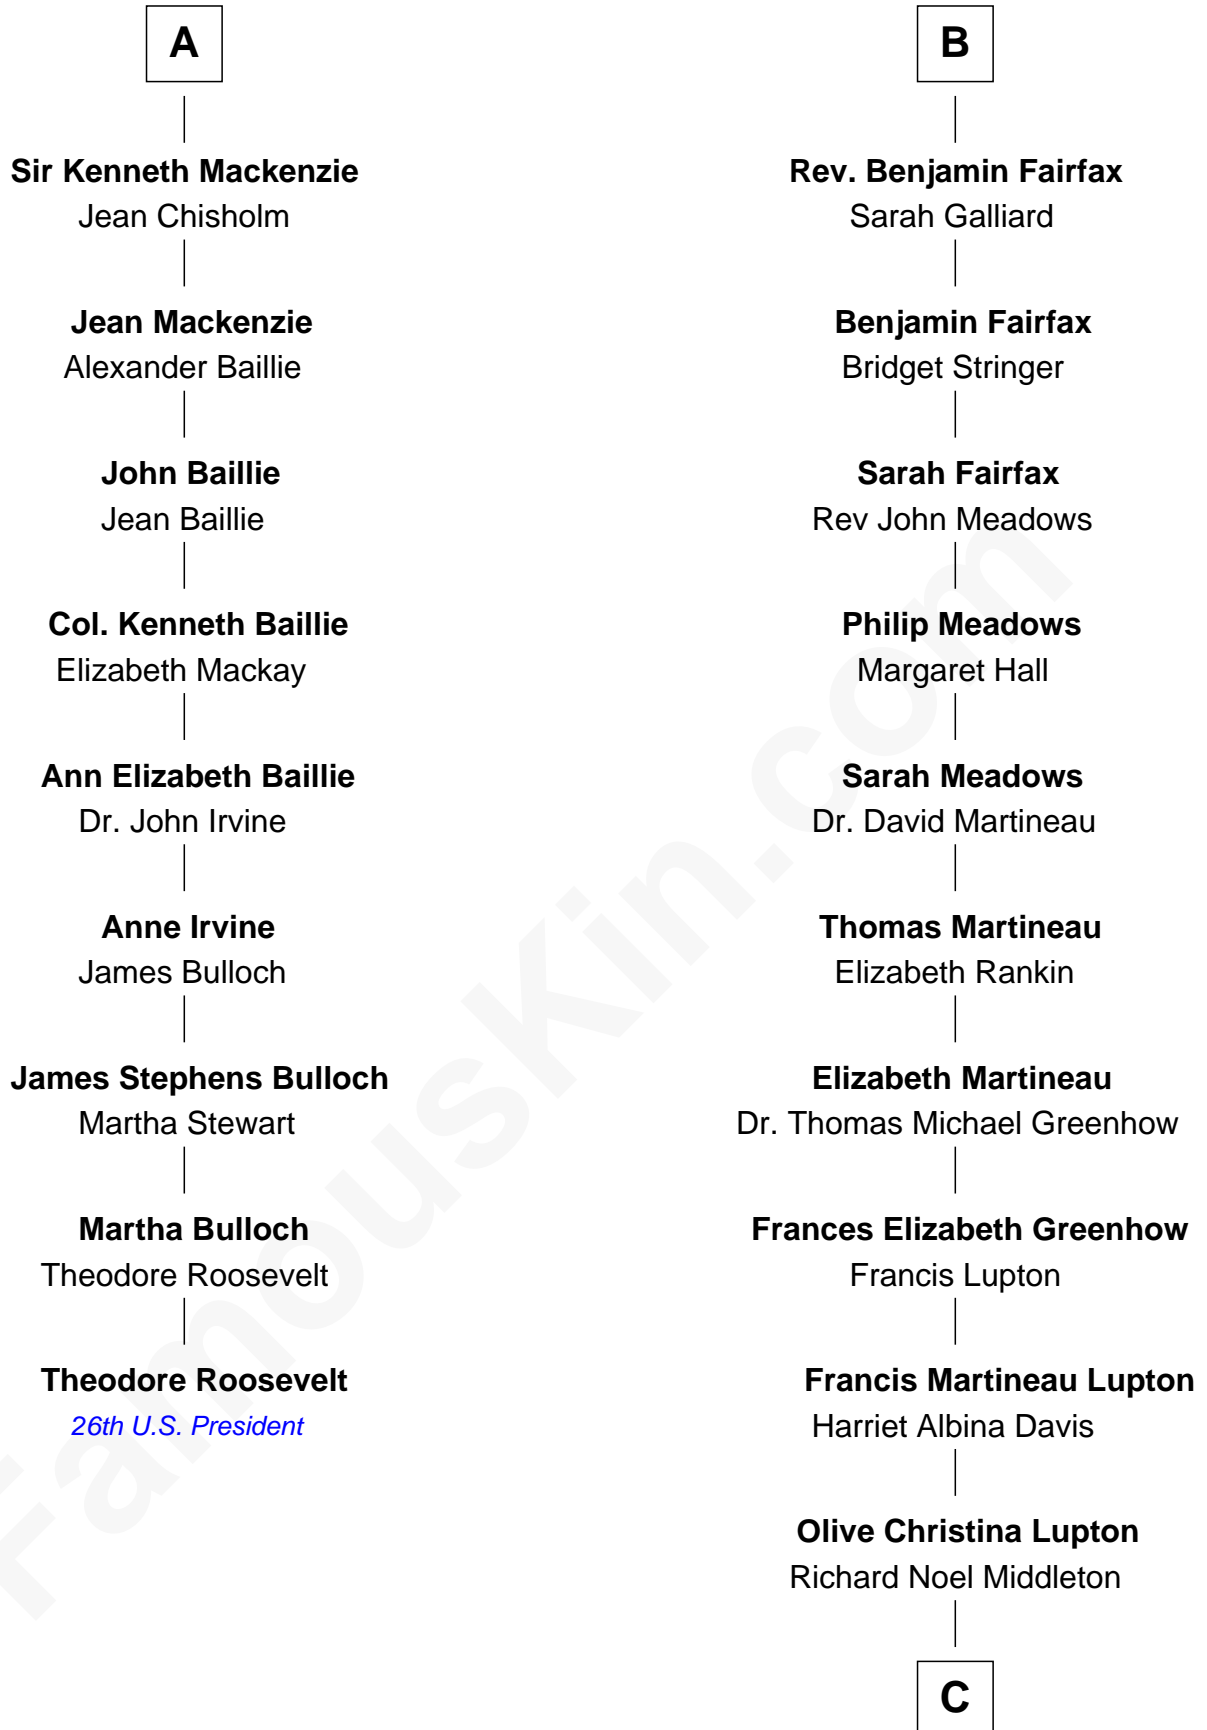 A
Sir Kenneth Mackenzie
Jean Chisholm
Jean Mackenzie
Alexander Baillie
John Baillie
Jean Baillie
Col. Kenneth Baillie
Elizabeth Mackay
Ann Elizabeth Baillie
Dr. John Irvine
Anne Irvine
James Bulloch
James Stephens Bulloch
Martha Stewart
Martha Bulloch
Theodore Roosevelt
Theodore Roosevelt
26th U.S. President
B
Rev. Benjamin Fairfax
Sarah Galliard
Benjamin Fairfax
Bridget Stringer
Sarah Fairfax
Rev John Meadows
Philip Meadows
Margaret Hall
Sarah Meadows
Dr. David Martineau
Thomas Martineau
Elizabeth Rankin
Elizabeth Martineau
Dr. Thomas Michael Greenhow
Frances Elizabeth Greenhow
Francis Lupton
Francis Martineau Lupton
Harriet Albina Davis
Olive Christina Lupton
Richard Noel Middleton
C
FamousKin.com